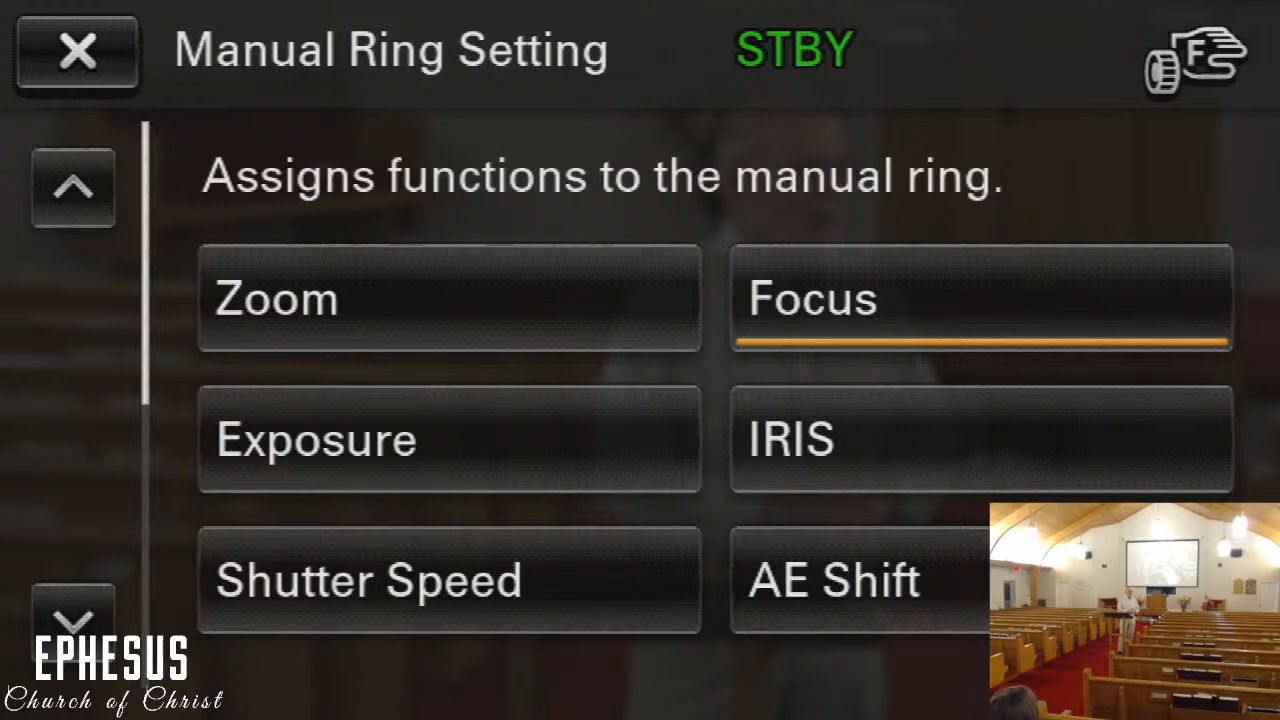 Manual Ring Setting STBY F
Assigns functions to the manual ring.
Zoom Focus
Exposure IRIS
Shutter Speed AE Shift
EPHESUS
Church of Christ